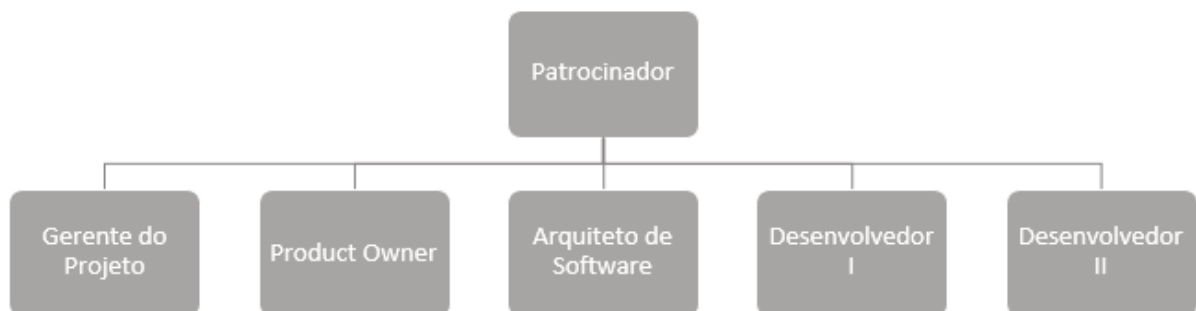 Patrocinador
Gerente do
Projeto
Product Owner
Arquiteto de
Software
Desenvolvedor
I
Desenvolvedor
II